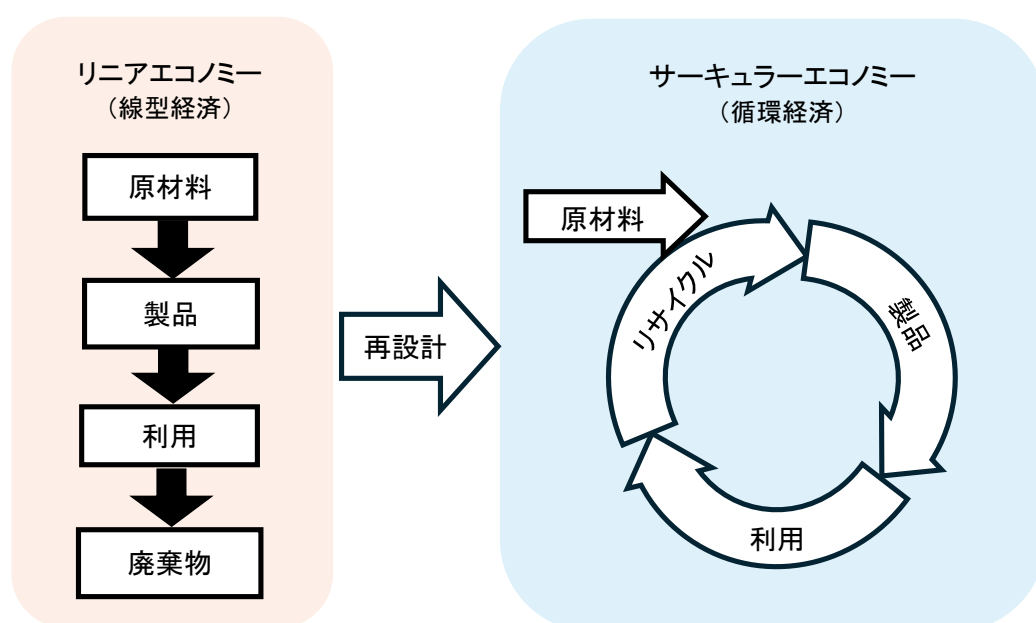 リニアエコノミー
（線型経済）
原材料
製品
利用
廃棄物
再設計
サーキュラーエコノミー
（循環経済）
原材料
リサイクル
製品
利用